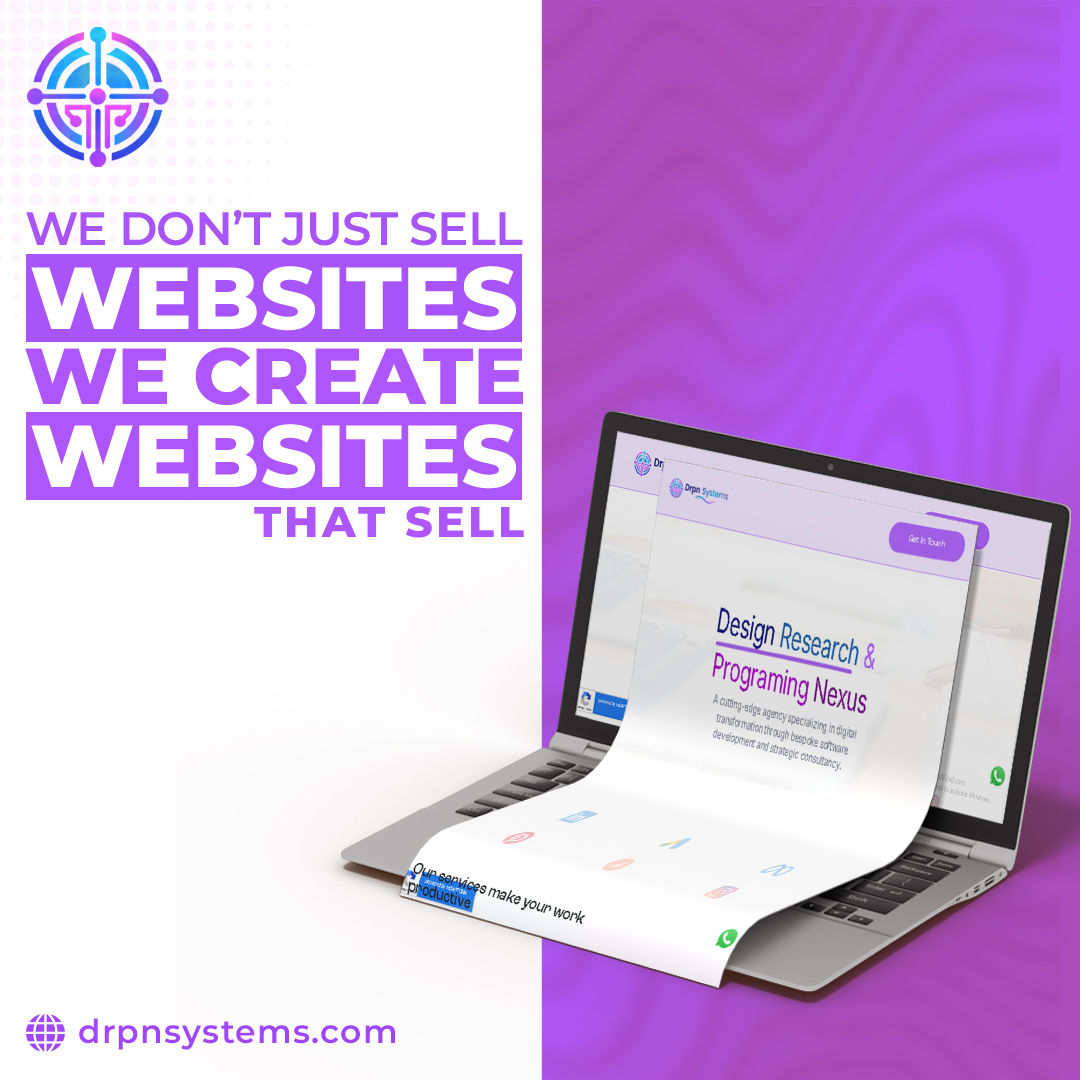 WE DON'T JUST SELL
WEBSITES
WE CREATE
WEBSITES
THAT SELL
Dr
Drpn Systems
Get In Touch
Design Research &
Programing Nexus
A cutting-edge agency specializing in digital
transformation through bespoke software
development and strategic consultancy.
Our services make your work
productive
drpnsystems.com